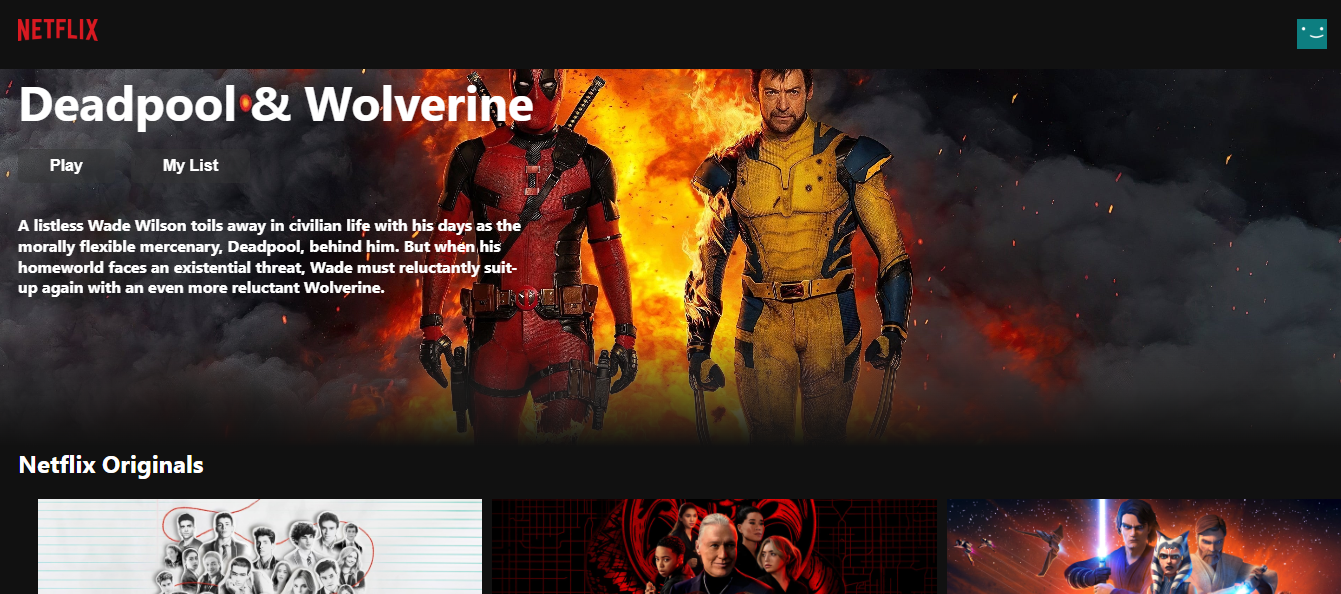 NETFLIX
Deadpool & Wolverine
Play
My List
A listless Wade Wilson toils away in civilian life with his days as the
morally flexible mercenary, Deadpool, behind him. But when his
homeworld faces an existential threat, Wade must reluctantly suit-
up again with an even more reluctant Wolverine.
Netflix Originals